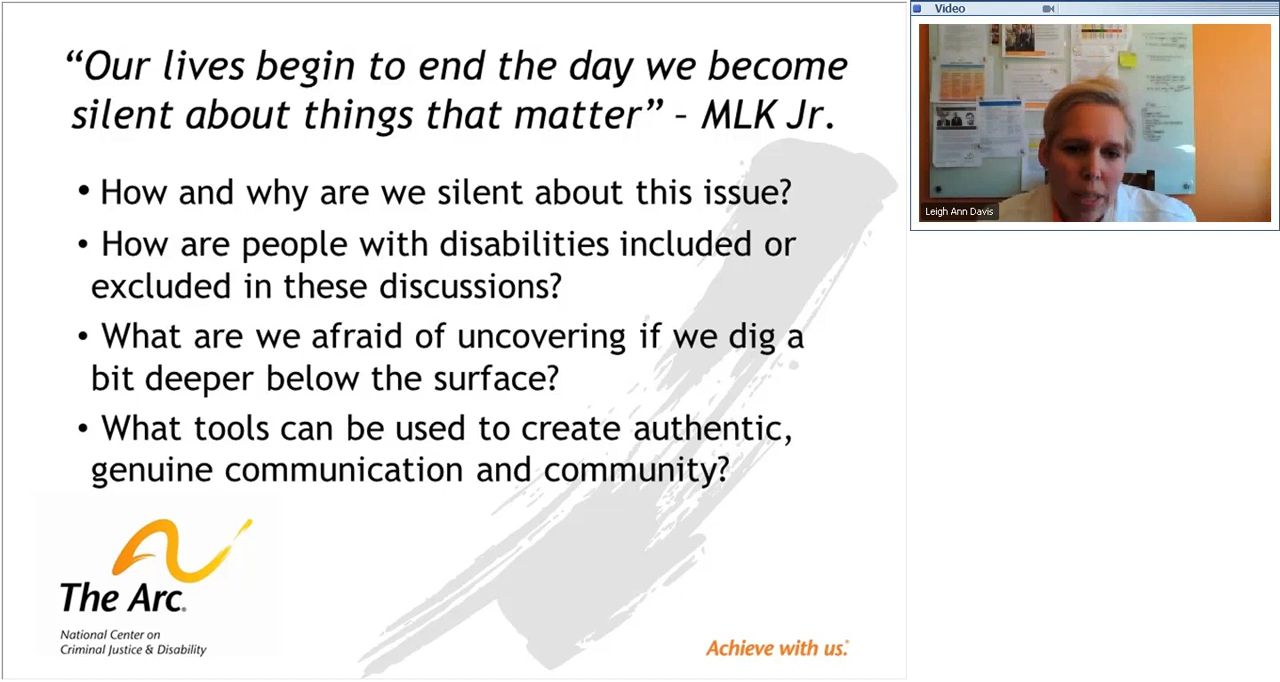 “Our lives begin to end the day we become
silent about things that matter” – MLK Jr.
• How and why are we silent about this issue?
• How are people with disabilities included or
excluded in these discussions?
• What are we afraid of uncovering if we dig a
bit deeper below the surface?
• What tools can be used to create authentic,
genuine communication and community?
The Arc®
National Center on
Criminal Justice & Disability
Achieve with us.®
Video
Leigh Ann Davis